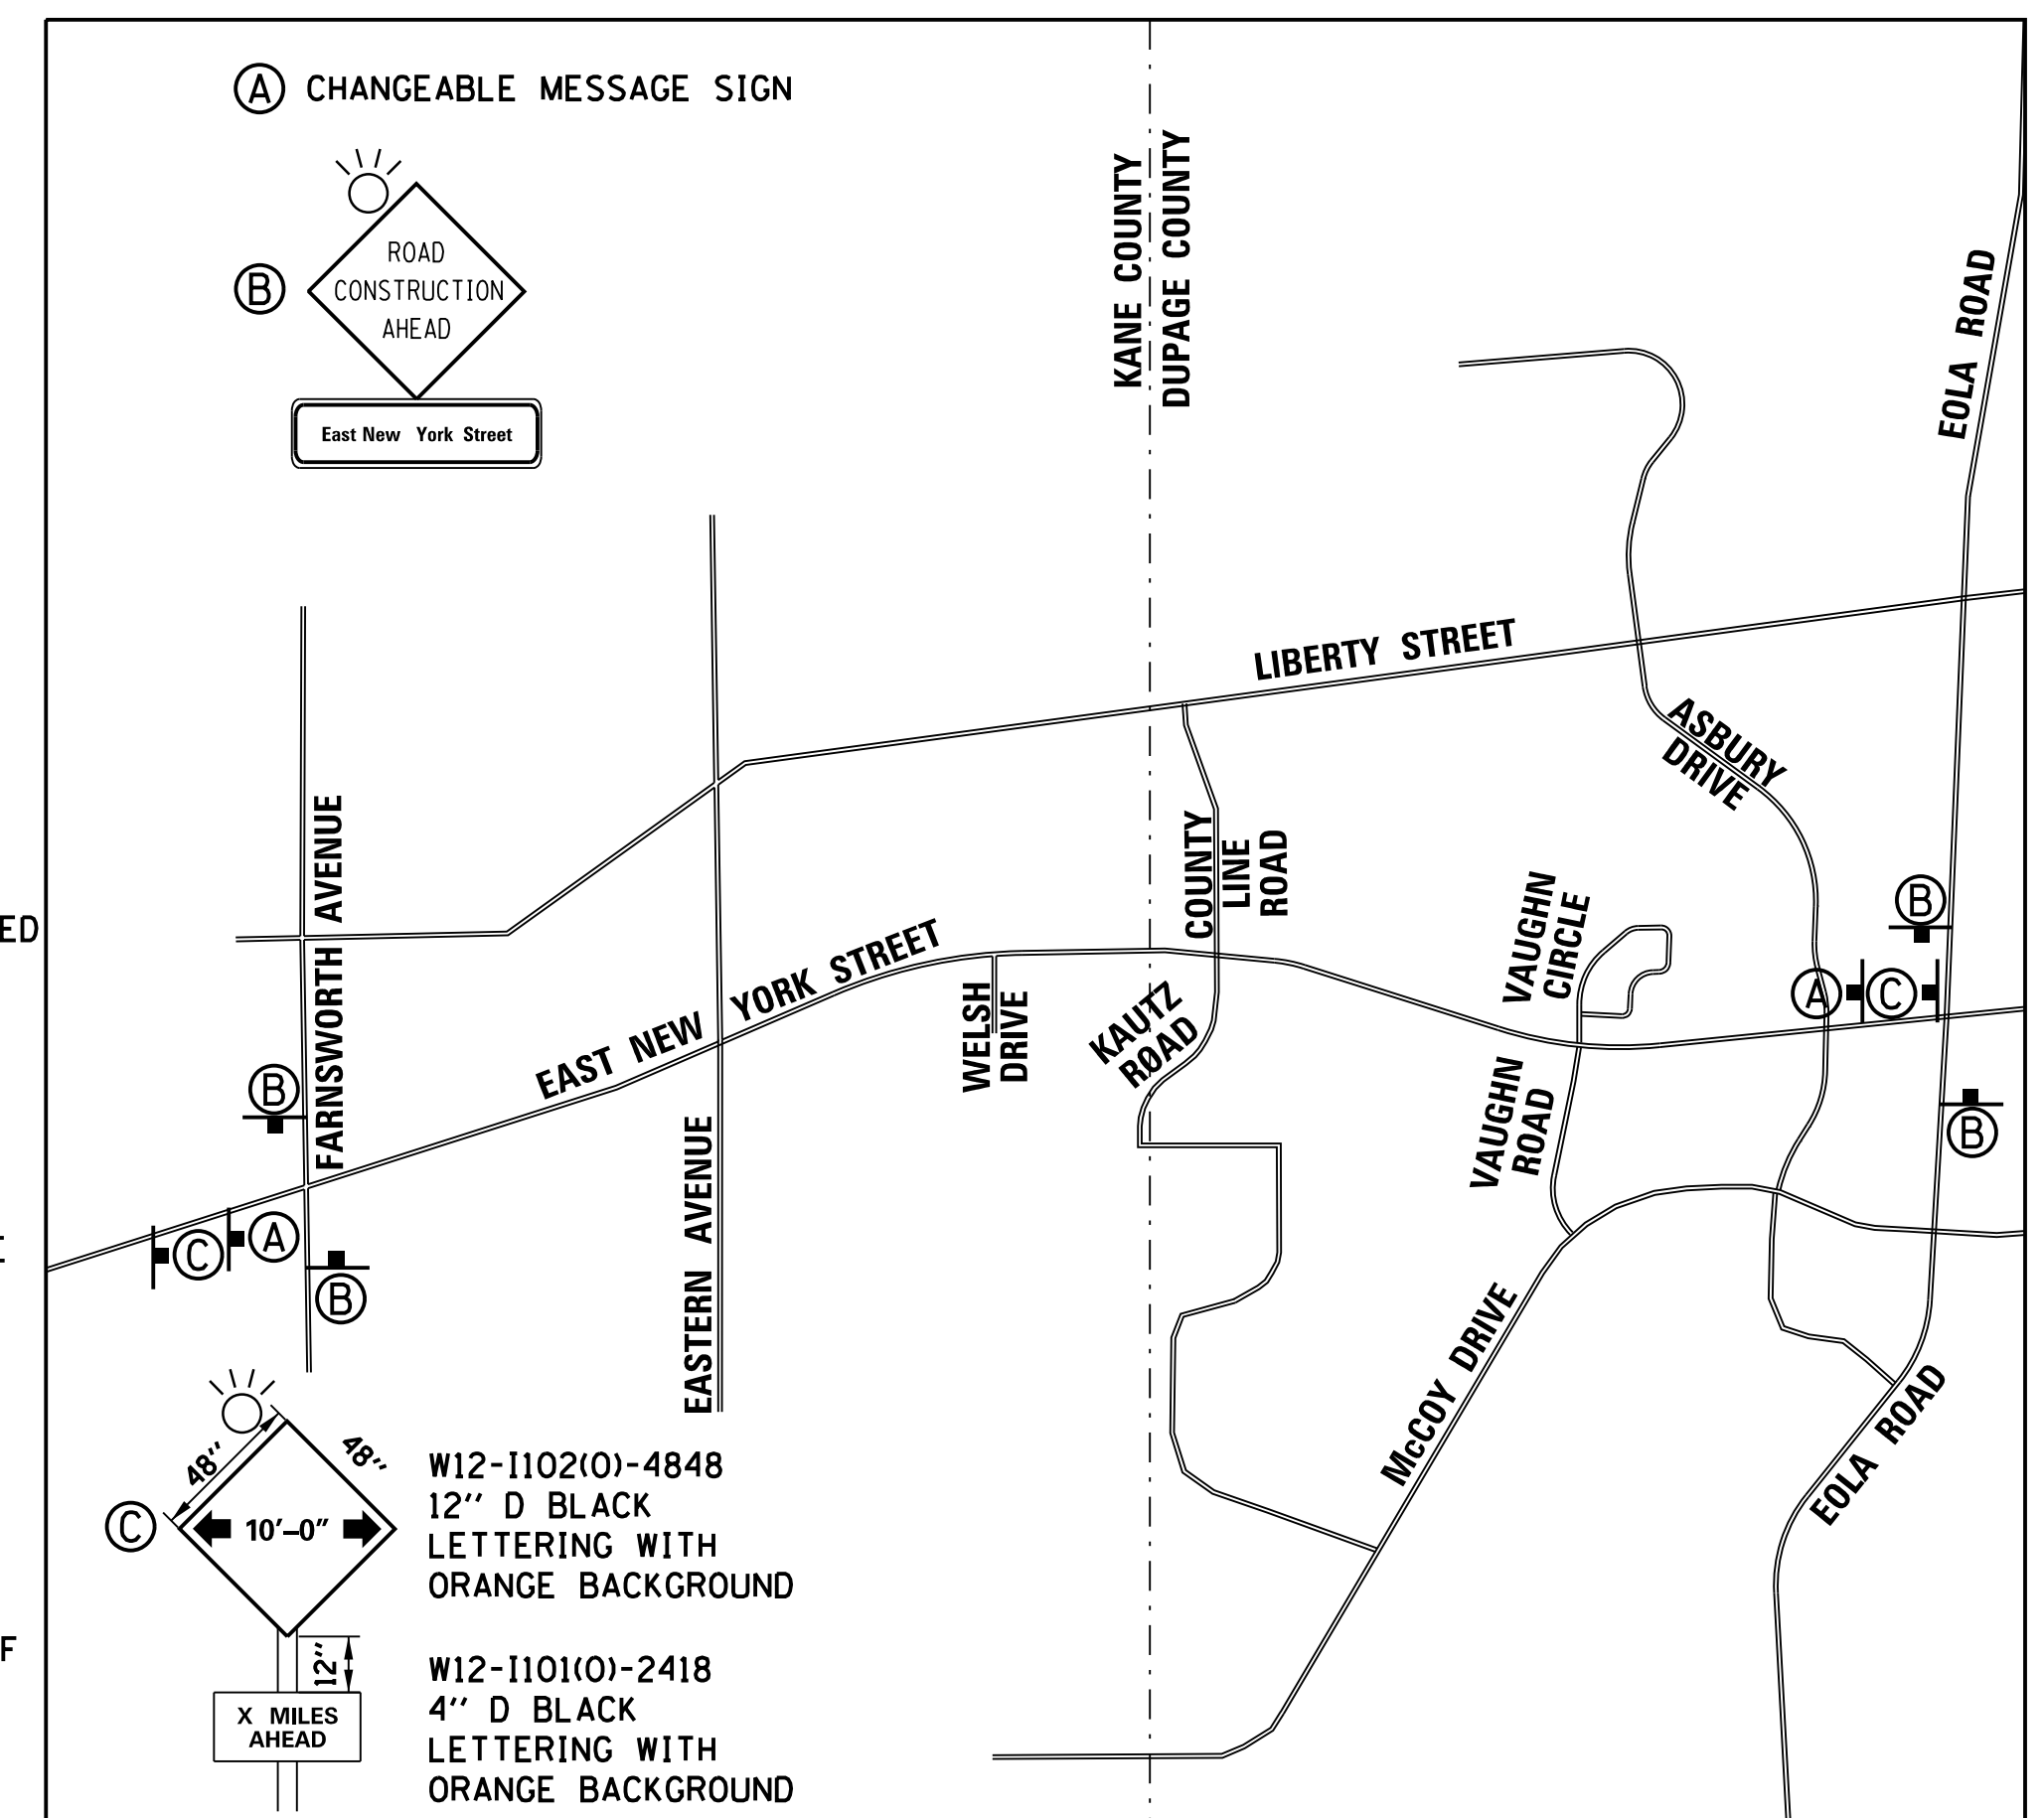 Ⓐ CHANGEABLE MESSAGE SIGN
Ⓑ
ROAD
CONSTRUCTION
AHEAD
East New York Street
KANE COUNTY
DUPAGE COUNTY
EOLA ROAD
LIBERTY STREET
ASBURY
DRIVE
FARNSWORTH AVENUE
COUNTY
LINE
ROAD
VAUGHN
CIRCLE
B
A
C
B
ED
EAST NEW YORK STREET
WELSH
DRIVE
KAUTZ
ROAD
VAUGHN
ROAD
B
C
A
B
EASTERN AVENUE
McCOY DRIVE
EOLA ROAD
C
48"
48"
10'-0"
12"
X MILES
AHEAD
W12-I102(O)-4848
12" D BLACK
LETTERING WITH
ORANGE BACKGROUND
W12-I101(O)-2418
4" D BLACK
LETTERING WITH
ORANGE BACKGROUND
F